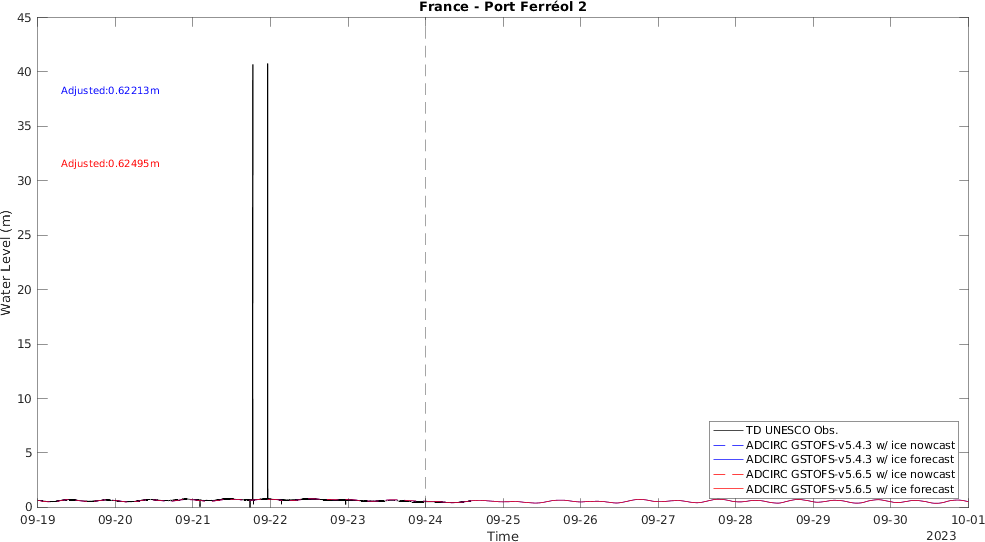 France - Port Ferréol 2
45
40
35
30
25
20
15
10
5
0
Water Level (m)
Adjusted:0.62213m
Adjusted:0.62495m
TD UNESCO Obs.
ADCIRC GSTOFS-v5.4.3 w/ ice nowcast
ADCIRC GSTOFS-v5.4.3 w/ ice forecast
ADCIRC GSTOFS-v5.6.5 w/ ice nowcast
ADCIRC GSTOFS-v5.6.5 w/ ice forecast
09-19 09-20 09-21 09-22 09-23 09-24 09-25 09-26 09-27 09-28 09-29 09-30 10-01
Time
2023